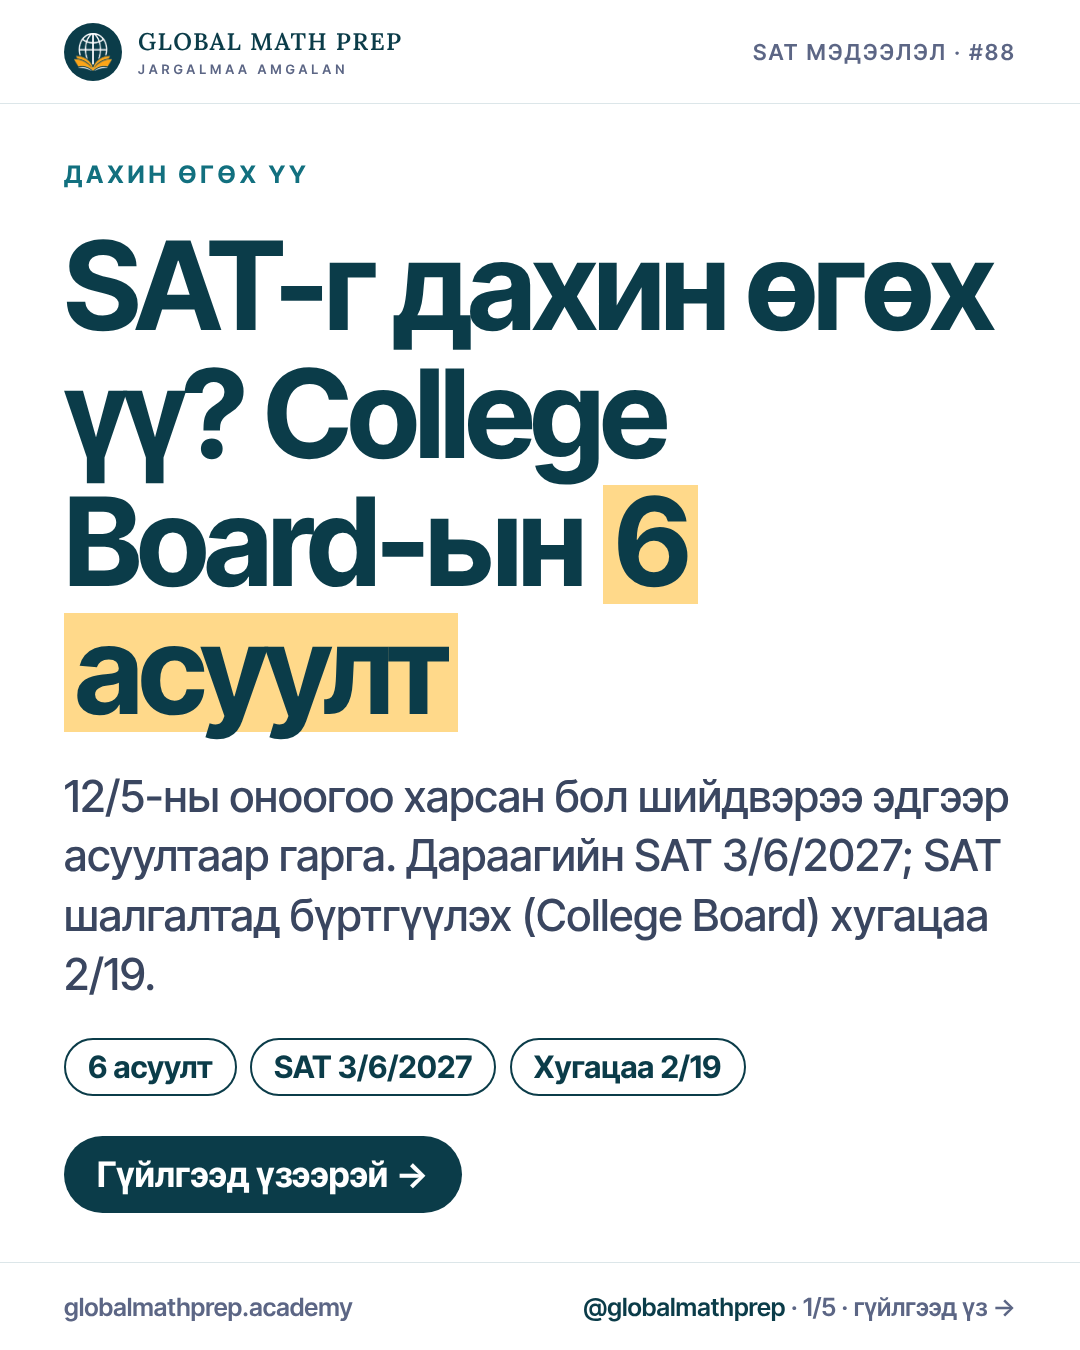 GLOBAL MATH PREP
JARGALMAA AMGALAN
SAT МЭДЭЭЛЭЛ · #88
ДАХИН ӨГӨХ ҮҮ
SAT-г дахин өгөх
үү? College
Board-ын 6
асуулт
12/5-ны оноогоо харсан бол шийдвэрээ эдгээр
асуултаар гарга. Дараагийн SAT 3/6/2027; SAT
шалгалтад бүртгүүлэх (College Board) хугацаа
2/19.
6 асуулт
SAT 3/6/2027
Хугацаа 2/19
Гүйлгээд үзээрэй →
globalmathprep.academy
@globalmathprep · 1/5 · гүйлгээд үз →